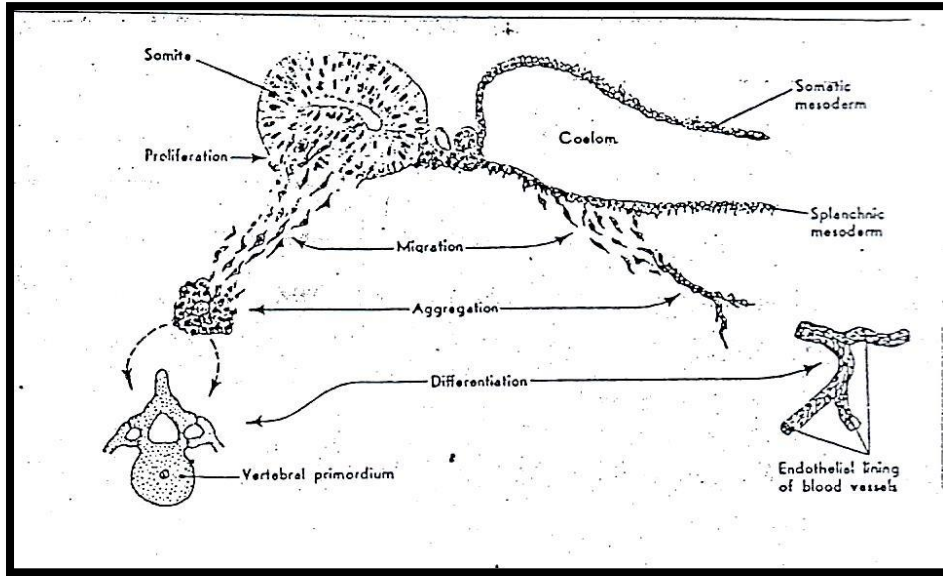 Somite
Somatic
mesoderm
Coelom
Proliferation
Splanchnic
mesoderm
Migration
Aggregation
Differentiation
Vertebral primordium
Endothelial lining
of blood vessels